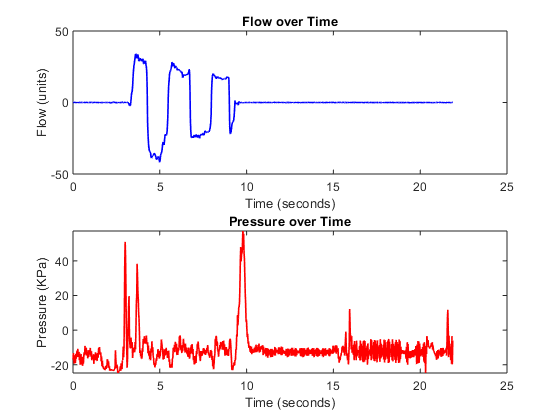 Flow over Time
Flow (units)
50
0
-50
0 5 10 15 20 25
Time (seconds)
Pressure over Time
Pressure (KPa)
40
20
0
-20
0 5 10 15 20 25
Time (seconds)